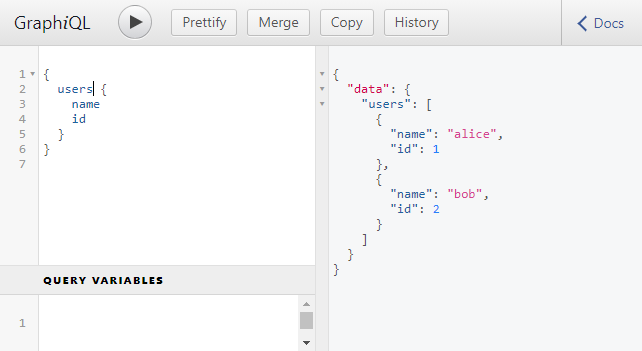 GraphiQL Prettify Merge Copy History Docs
1 {
2   users {
3     name
4     id
5   }
6 }
7
QUERY VARIABLES
1
{
  "data": {
    "users": [
      {
        "name": "alice",
        "id": 1
      },
      {
        "name": "bob",
        "id": 2
      }
    ]
  }
}